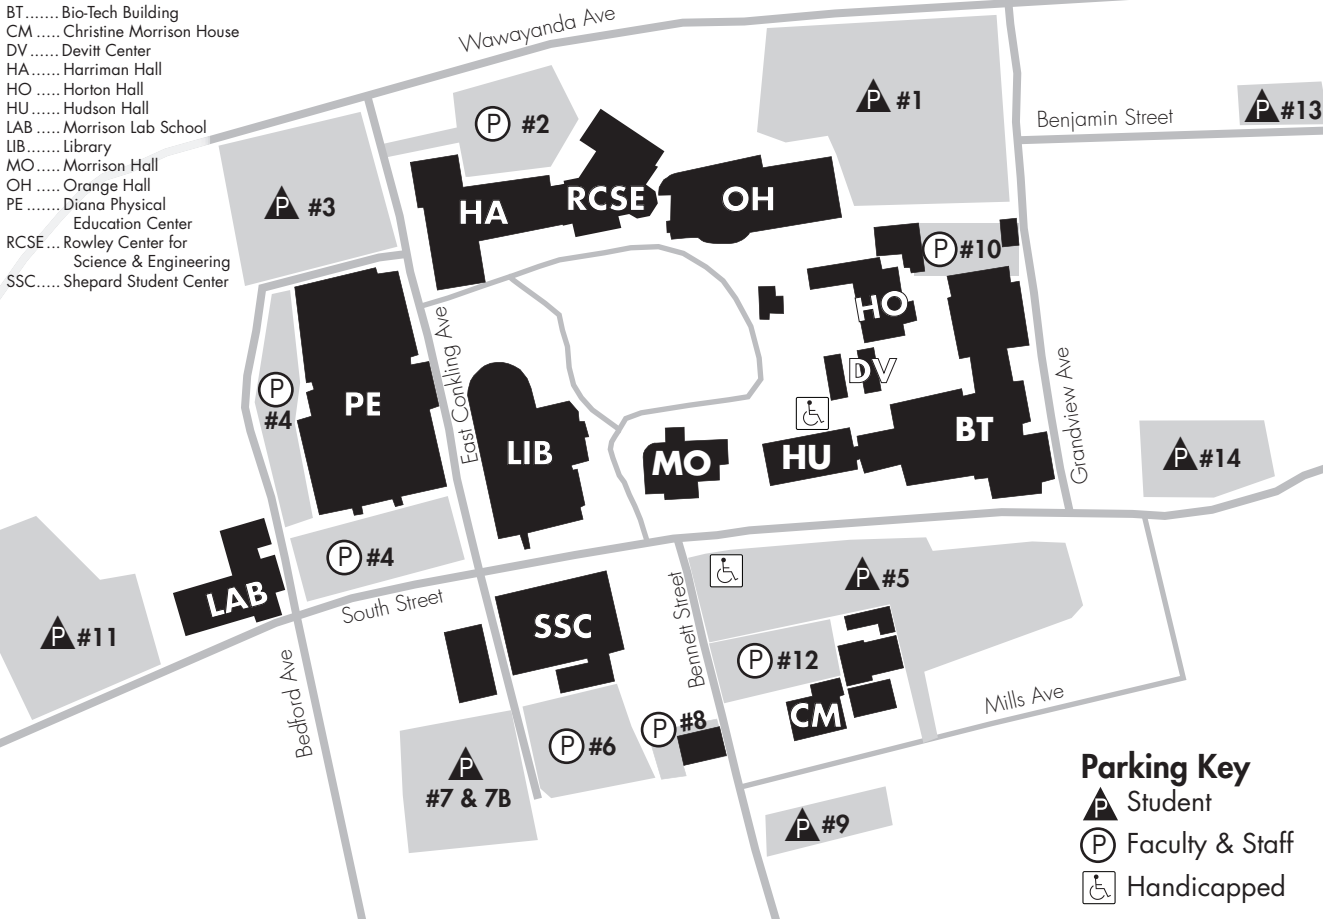 BT....... Bio-Tech Building
CM ..... Christine Morrison House
DV...... Devitt Center
HA...... Harriman Hall
HO ..... Horton Hall
HU...... Hudson Hall
LAB ..... Morrison Lab School
LIB....... Library
MO ..... Morrison Hall
OH ..... Orange Hall
PE ....... Diana Physical
Education Center
RCSE... Rowley Center for
Science & Engineering
SSC..... Shepard Student Center
Wawayanda Ave
P #1
P #2
Benjamin Street
P #13
P #3
HA
RCSE
OH
P #10
HO
East Conkling Ave
Grandview Ave
DV
P
#4
PE
LIB
MO
HU
BT
P #14
P #4
P #5
LAB
South Street
SSC
Bennett Street
P #11
P #12
Bedford Ave
CM
Mills Ave
P #8
P #6
P
#7 & 7B
P #9
Parking Key
P Student
P Faculty & Staff
Handicapped